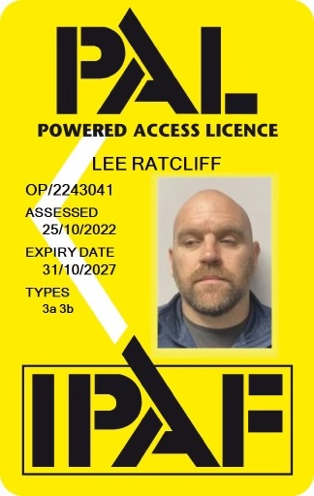 PAL
POWERED ACCESS LICENCE
LEE RATCLIFF
OP/2243041
ASSESSED
25/10/2022
EXPIRY DATE
31/10/2027
TYPES
3a 3b
IPAF